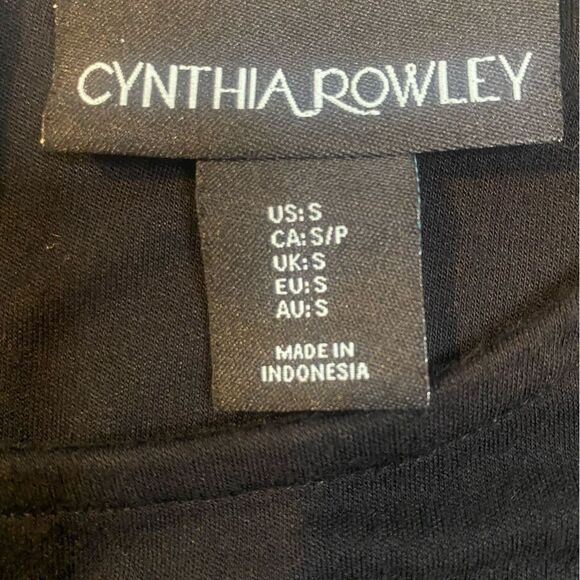 CYNTHIA ROWLEY
US: S
CA: S/P
UK: S
EU: S
AU: S
MADE IN
INDONESIA